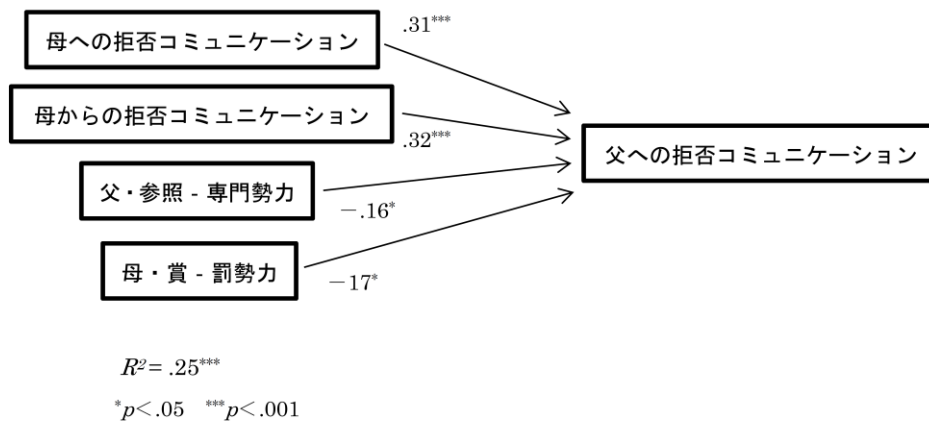 母への拒否コミュニケーション
.31***
母からの拒否コミュニケーション
.32***
父への拒否コミュニケーション
父・参照 - 専門勢力
−.16*
母・賞 - 罰勢力
−17*
R²= .25***
*p<.05 ***p<.001